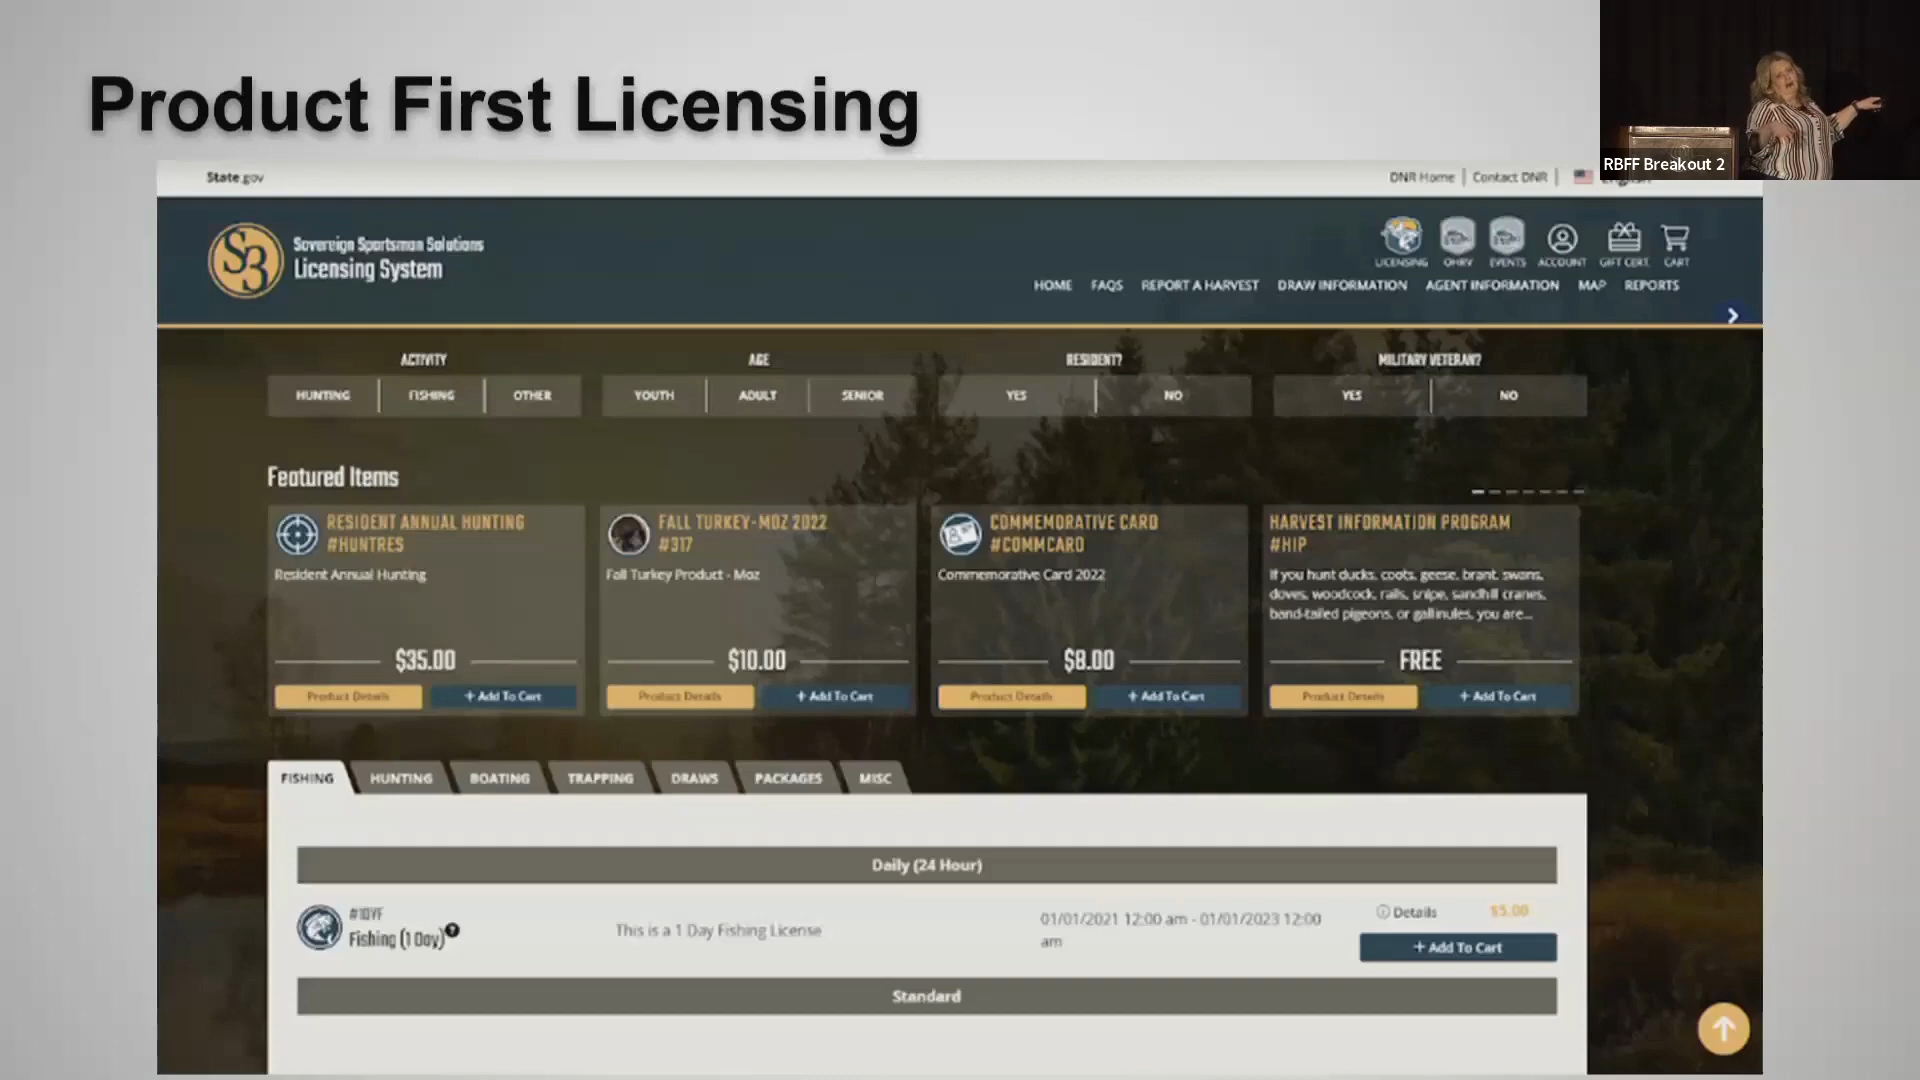 Product First Licensing
RBFF Breakout 2
State.gov
DNR Home | Contact DNR |
S3
Sovereign Sportsman Solutions
Licensing System
LICENSING OHRV EVENTS ACCOUNT GIFT CERT. CART
HOME FAQS REPORT A HARVEST DRAW INFORMATION AGENT INFORMATION MAP REPORTS
ACTIVITY AGE RESIDENT? MILITARY VETERAN?
HUNTING FISHING OTHER YOUTH ADULT SENIOR YES NO YES NO
Featured Items
RESIDENT ANNUAL HUNTING
#HUNTRES
Resident Annual Hunting
$35.00
Product Details + Add To Cart
FALL TURKEY-MOZ 2022
#317
Fall Turkey Product - Moz
$10.00
Product Details + Add To Cart
COMMEMORATIVE CARD
#COMMCARD
Commemorative Card 2022
$8.00
Product Details + Add To Cart
HARVEST INFORMATION PROGRAM
#HIP
If you hunt ducks, coots, geese, brant, swans,
doves, woodcock, rails, snipe, sandhill cranes,
band-tailed pigeons, or gallinules, you are...
FREE
Product Details + Add To Cart
FISHING HUNTING BOATING TRAPPING DRAWS PACKAGES MISC
Daily (24 Hour)
#1DYF
Fishing (1 Day)
This is a 1 Day Fishing License
01/01/2021 12:00 am - 01/01/2023 12:00
am
Details $5.00
+ Add To Cart
Standard